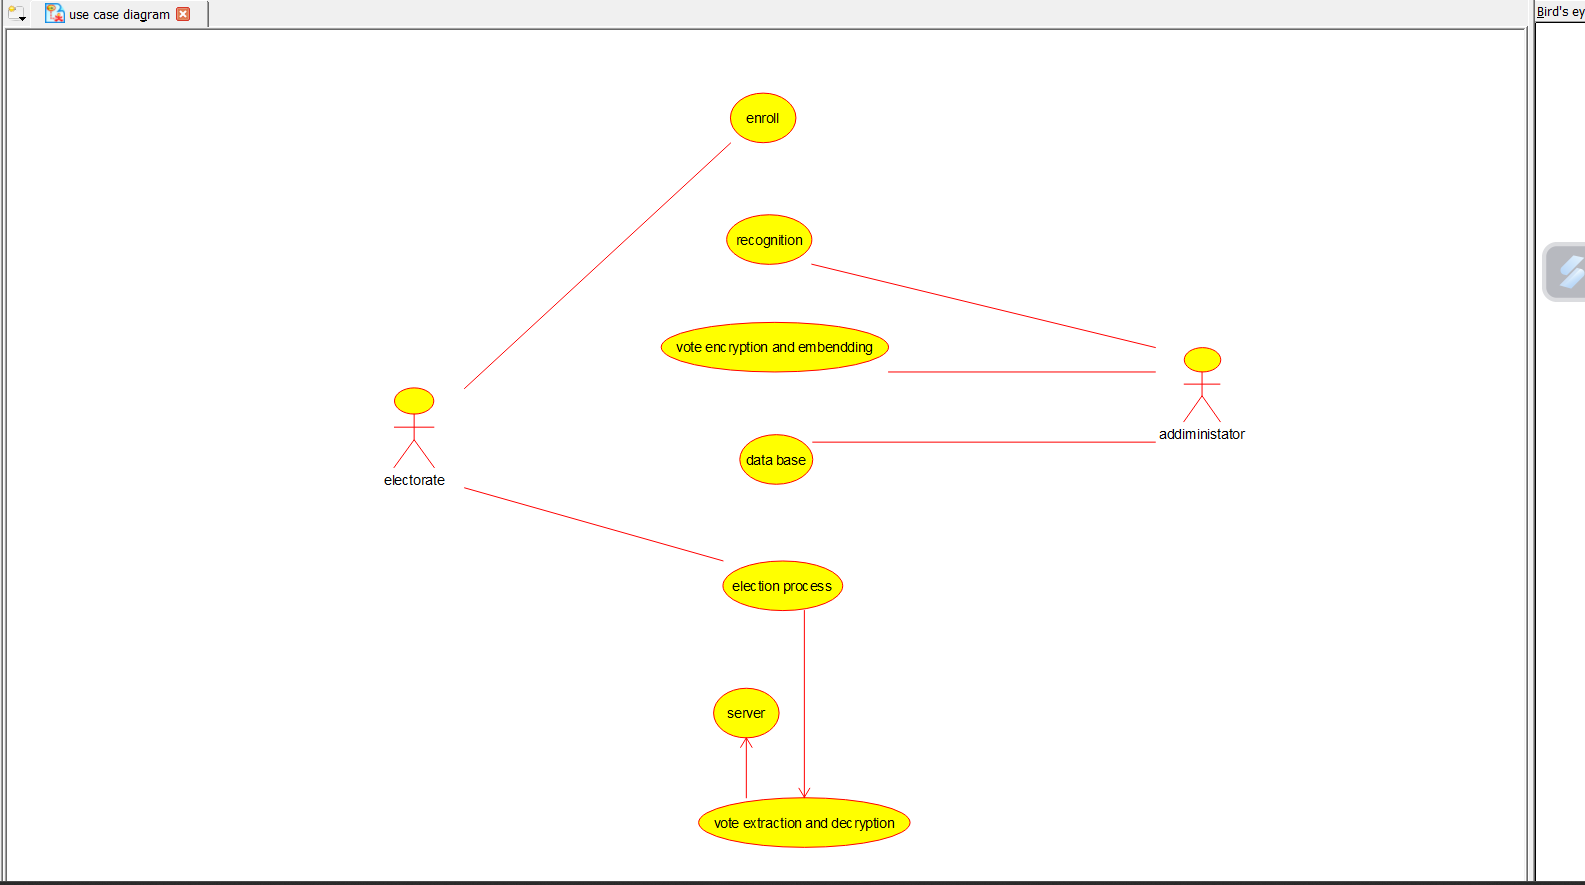 use case diagram
Bird's ey
enroll
recognition
vote encryption and embendding
addiministator
data base
electorate
election process
server
vote extraction and decryption